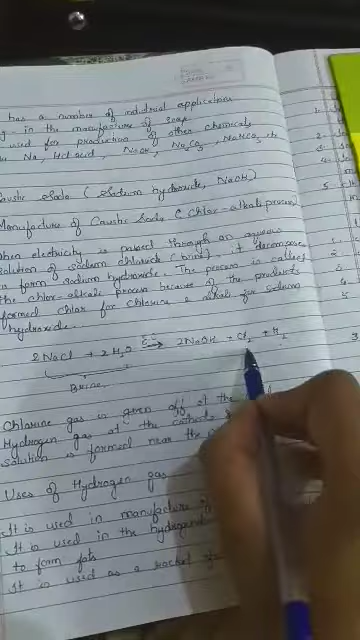 has a number of industrial application
in the manufacture of soap
used for production of other chemicals
Na, HCl acid, NaOH, Na2CO3, NaHCO3 etc
Caustic Soda (Sodium hydroxide, NaOH)
Manufacture of Caustic Soda (Chlor-alkali process)
When electricity is passed through an aqueous
solution of sodium chloride (brine), it decompose
to form sodium hydroxide. The process is called
the chlor-alkali process because of the products
formed chlor for chlorine & alkali for sodium
hydroxide.
2NaCl + 2H2O → 2NaOH + Cl2 + H2
Brine
Chlorine gas is given off at the
Hydrogen gas at the cathode &
solution is formed near the
Uses of Hydrogen gas
It is used in manufacture
It is used in the
to form fats
It is used as a rocket